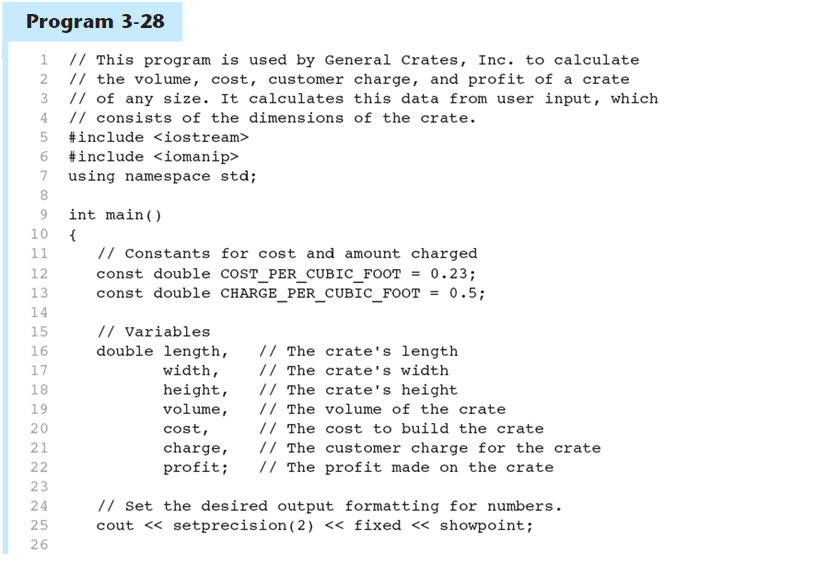 Program 3-28
1 // This program is used by General Crates, Inc. to calculate
2 // the volume, cost, customer charge, and profit of a crate
3 // of any size. It calculates this data from user input, which
4 // consists of the dimensions of the crate.
5 #include <iostream>
6 #include <iomanip>
7 using namespace std;
8
9 int main()
10 {
11    // Constants for cost and amount charged
12    const double COST_PER_CUBIC_FOOT = 0.23;
13    const double CHARGE_PER_CUBIC_FOOT = 0.5;
14
15    // Variables
16    double length,   // The crate's length
17           width,    // The crate's width
18           height,   // The crate's height
19           volume,   // The volume of the crate
20           cost,     // The cost to build the crate
21           charge,   // The customer charge for the crate
22           profit;   // The profit made on the crate
23
24    // Set the desired output formatting for numbers.
25    cout << setprecision(2) << fixed << showpoint;
26